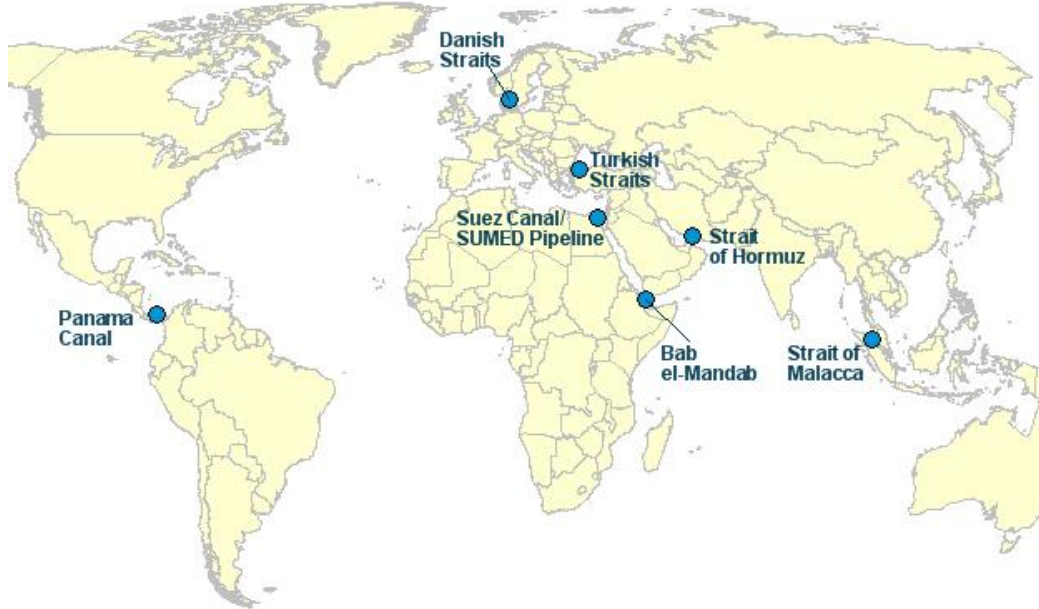 Danish
Straits
Turkish
Straits
Suez Canal/
SUMED Pipeline
Strait
of Hormuz
Panama
Canal
Bab
el-Mandab
Strait of
Malacca